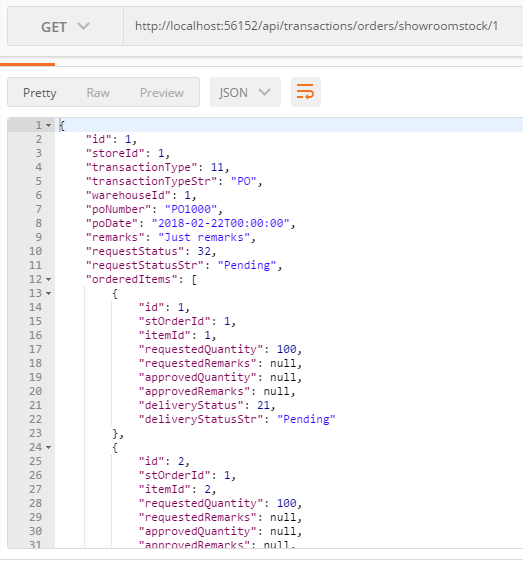 GET http://localhost:56152/api/transactions/orders/showroomstock/1
Pretty Raw Preview JSON
1 {
2 "id": 1,
3 "storeId": 1,
4 "transactionType": 11,
5 "transactionTypeStr": "PO",
6 "warehouseId": 1,
7 "poNumber": "PO1000",
8 "poDate": "2018-02-22T00:00:00",
9 "remarks": "Just remarks",
10 "requestStatus": 32,
11 "requestStatusStr": "Pending",
12 "orderedItems": [
13 {
14 "id": 1,
15 "stOrderId": 1,
16 "itemId": 1,
17 "requestedQuantity": 100,
18 "requestedRemarks": null,
19 "approvedQuantity": null,
20 "approvedRemarks": null,
21 "deliveryStatus": 21,
22 "deliveryStatusStr": "Pending"
23 },
24 {
25 "id": 2,
26 "stOrderId": 1,
27 "itemId": 2,
28 "requestedQuantity": 100,
29 "requestedRemarks": null,
30 "approvedQuantity": null,
31 "approvedRemarks": null,